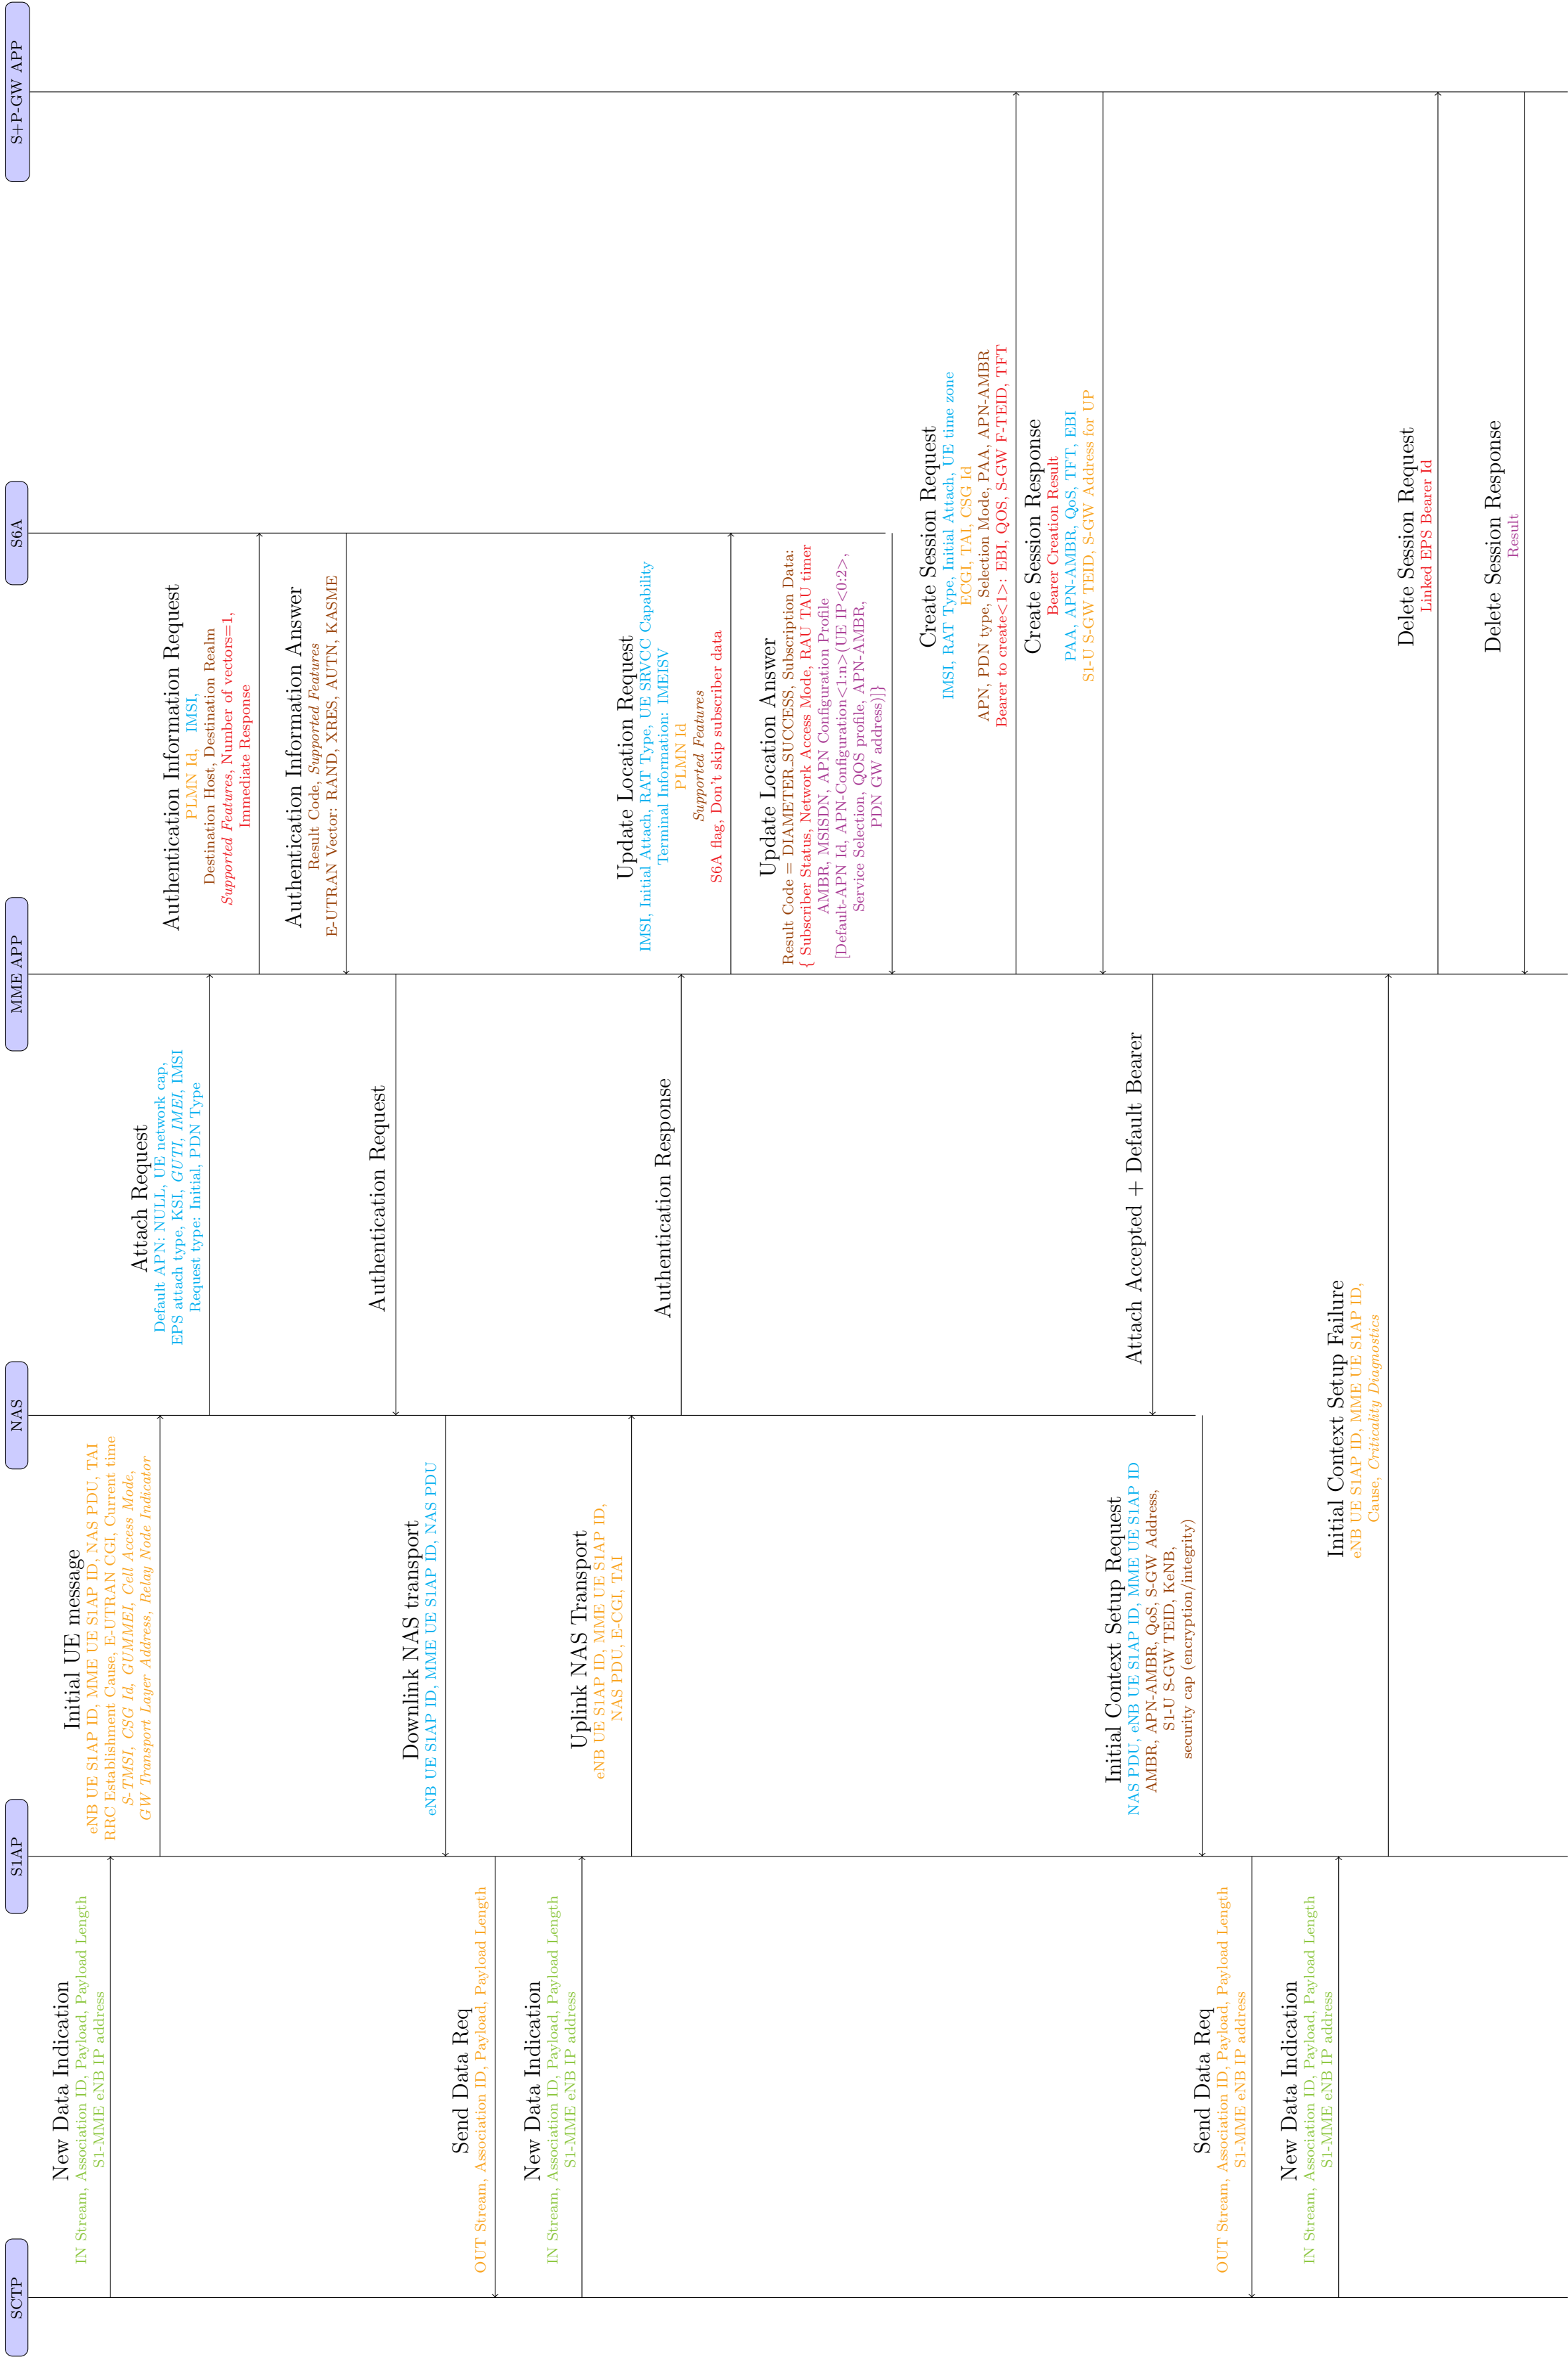 SCTP
S1AP
NAS
MME APP
S6A
S+P-GW APP
New Data Indication
IN Stream, Association ID, Payload, Payload Length
S1-MME eNB IP address
Initial UE message
eNB UE S1AP ID, MME UE S1AP ID, NAS PDU, TAI
RRC Establishment Cause, E-UTRAN CGI, Current time
S-TMSI, CSG Id, GUMMEI, Cell Access Mode,
GW Transport Layer Address, Relay Node Indicator
Attach Request
Default APN: NULL, UE network cap,
EPS attach type, KSI, GUTI, IMEI, IMSI
Request type: Initial, PDN Type
Authentication Information Request
PLMN Id, IMSI,
Destination Host, Destination Realm
Supported Features, Number of vectors=1,
Immediate Response
Authentication Information Answer
Result Code, Supported Features
E-UTRAN Vector: RAND, XRES, AUTN, KASME
Authentication Request
Downlink NAS transport
eNB UE S1AP ID, MME UE S1AP ID, NAS PDU
Send Data Req
OUT Stream, Association ID, Payload, Payload Length
New Data Indication
IN Stream, Association ID, Payload, Payload Length
S1-MME eNB IP address
Uplink NAS Transport
eNB UE S1AP ID, MME UE S1AP ID,
NAS PDU, E-CGI, TAI
Authentication Response
Update Location Request
IMSI, Initial Attach, RAT Type, UE SRVCC Capability
Terminal Information: IMEISV
PLMN Id
Supported Features
S6A flag, Don't skip subscriber data
Update Location Answer
Result Code = DIAMETER_SUCCESS, Subscription Data:
{ Subscriber Status, Network Access Mode, RAU TAU timer
AMBR, MSISDN, APN Configuration Profile
[Default-APN Id, APN-Configuration<1:n>(UE IP<0:2>,
Service Selection, QOS profile, APN-AMBR,
PDN GW address)]}
Create Session Request
IMSI, RAT Type, Initial Attach, UE time zone
ECGI, TAI, CSG Id
APN, PDN type, Selection Mode, PAA, APN-AMBR
Bearer to create<1>: EBI, QOS, S-GW F-TEID, TFT
Create Session Response
Bearer Creation Result
PAA, APN-AMBR, QoS, TFT, EBI
S1-U S-GW TEID, S-GW Address for UP
Attach Accepted + Default Bearer
Initial Context Setup Request
NAS PDU, eNB UE S1AP ID, MME UE S1AP ID
AMBR, APN-AMBR, QoS, S-GW Address,
S1-U S-GW TEID, KeNB,
security cap (encryption/integrity)
Send Data Req
OUT Stream, Association ID, Payload, Payload Length
S1-MME eNB IP address
New Data Indication
IN Stream, Association ID, Payload, Payload Length
S1-MME eNB IP address
Initial Context Setup Failure
eNB UE S1AP ID, MME UE S1AP ID,
Cause, Criticality Diagnostics
Delete Session Request
Linked EPS Bearer Id
Delete Session Response
Result